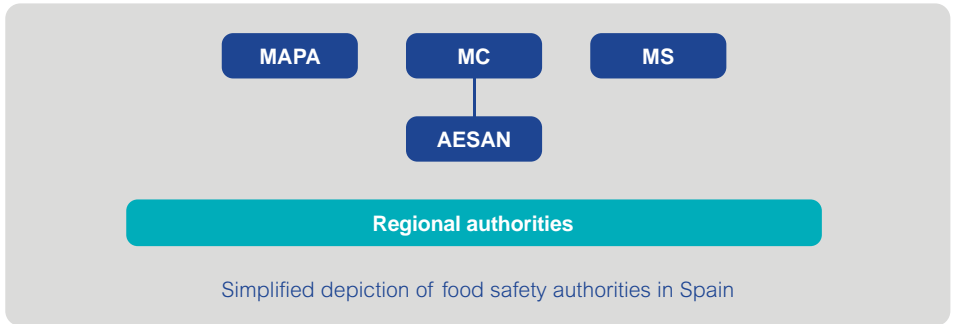 MAPA MC MS
AESAN
Regional authorities
Simplified depiction of food safety authorities in Spain